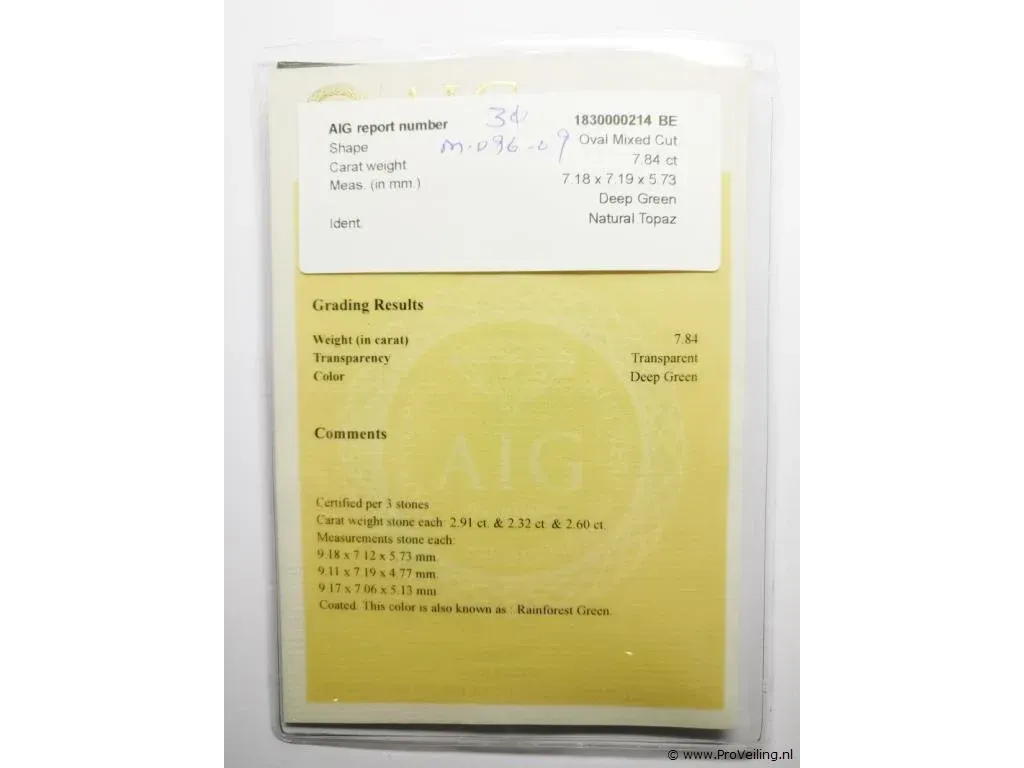 AIG
AIG report number 1830000214 BE
Shape Oval Mixed Cut
Carat weight 7.84 ct
Meas. (in mm.) 7.18 x 7.19 x 5.73
Deep Green
Ident. Natural Topaz
m-096-09
Grading Results
Weight (in carat) 7.84
Transparency Transparent
Color Deep Green
Comments
AIG
Certified per 3 stones
Carat weight stone each: 2.91 ct. & 2.32 ct. & 2.60 ct.
Measurements stone each:
9.18 x 7.12 x 5.73 mm.
9.11 x 7.19 x 4.77 mm.
9.17 x 7.06 x 5.13 mm
Coated. This color is also known as : Rainforest Green.
© www.ProVeiling.nl